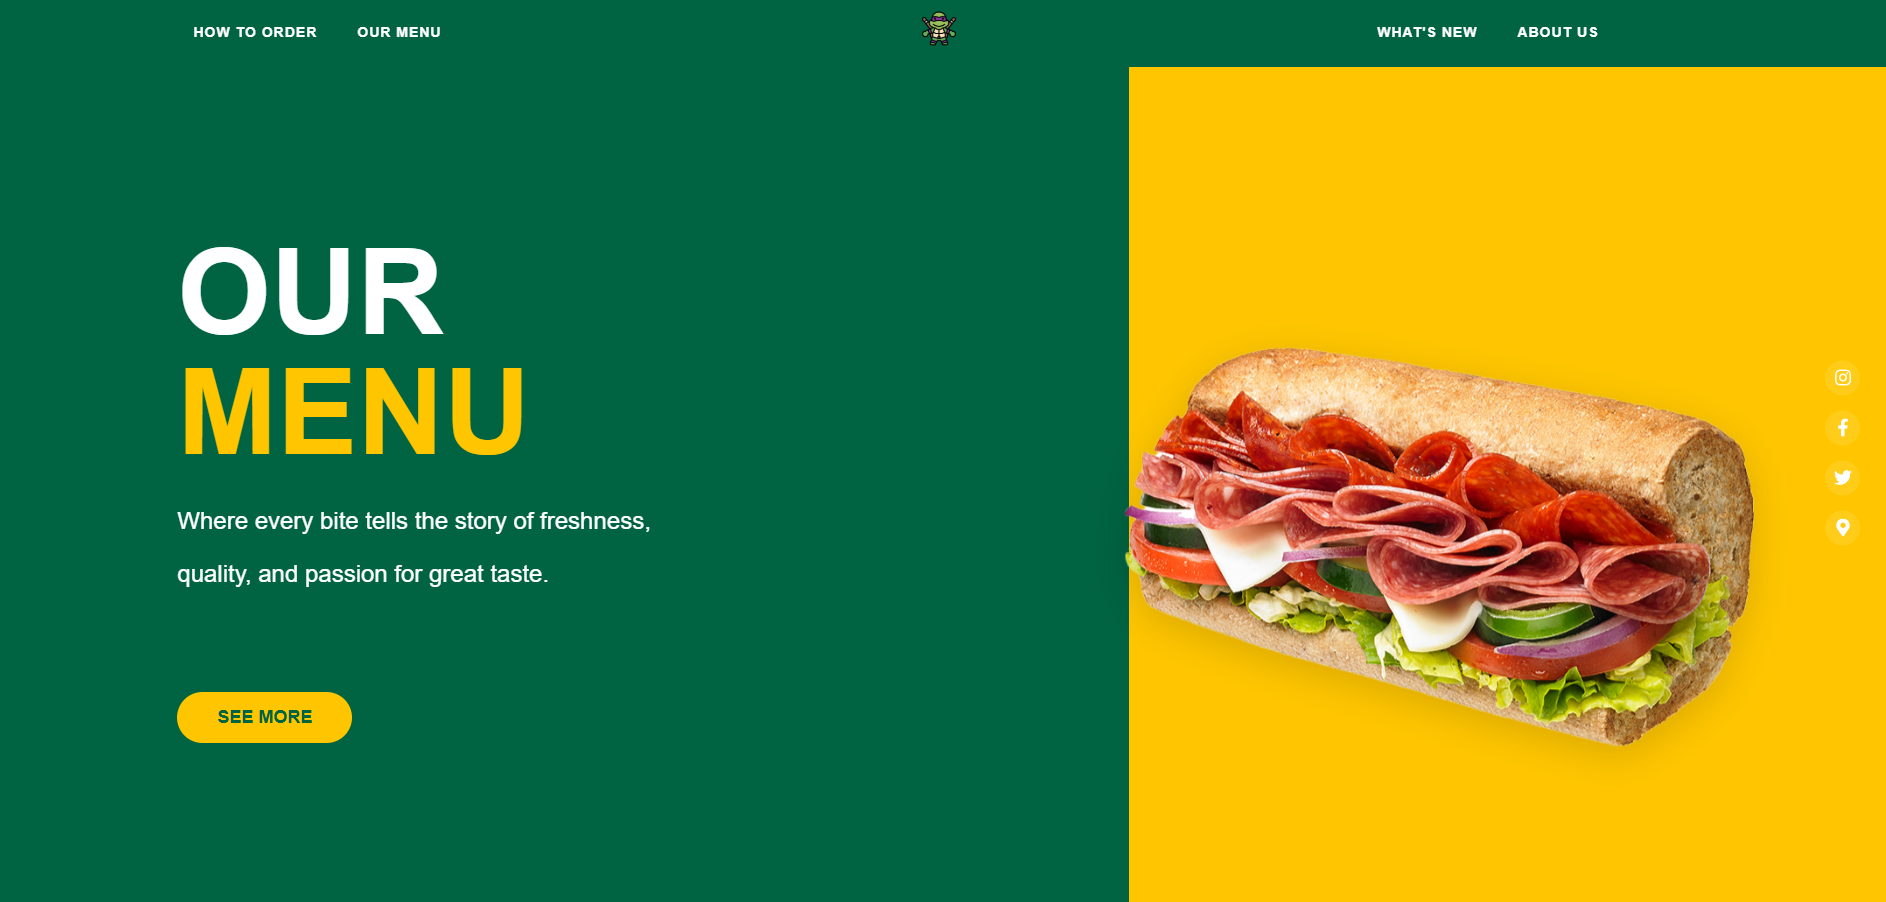 HOW TO ORDER
OUR MENU
WHAT'S NEW
ABOUT US
OUR
MENU
Where every bite tells the story of freshness,
quality, and passion for great taste.
SEE MORE